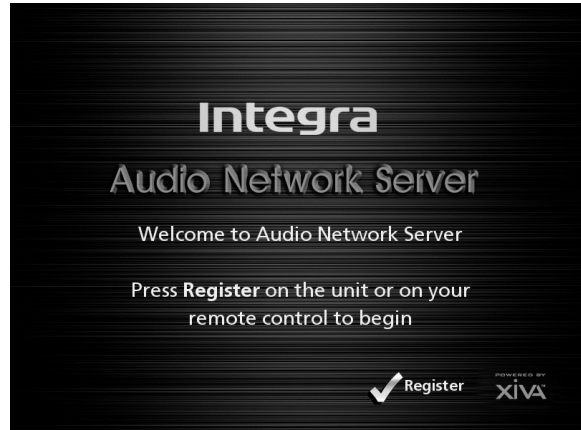 Integra
Audio Network Server
Welcome to Audio Network Server
Press Register on the unit or on your
remote control to begin
Register
POWERED BY
XiVA™